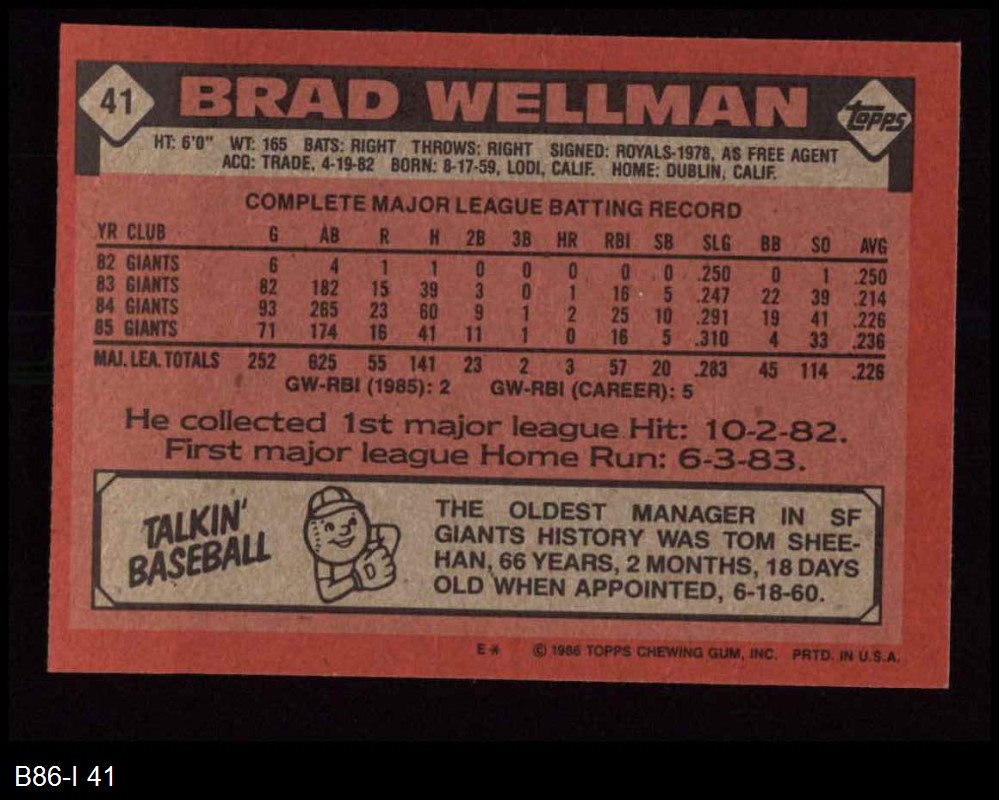 41 BRAD WELLMAN topps
HT: 6'0" WT: 165 BATS: RIGHT THROWS: RIGHT SIGNED: ROYALS-1978, AS FREE AGENT
ACQ: TRADE, 4-19-82 BORN: 8-17-59, LODI, CALIF. HOME: DUBLIN, CALIF.
COMPLETE MAJOR LEAGUE BATTING RECORD
YR CLUB G AB R H 2B 3B HR RBI SB SLG BB SO AVG
82 GIANTS 6 4 1 1 0 0 0 0 0 .250 0 1 .250
83 GIANTS 82 182 15 39 3 0 1 16 5 .247 22 39 .214
84 GIANTS 93 265 23 60 9 1 2 25 10 .291 19 41 .226
85 GIANTS 71 174 16 41 11 1 0 16 5 .310 4 33 .236
MAJ. LEA. TOTALS 252 625 55 141 23 2 3 57 20 .283 45 114 .226
GW-RBI (1985): 2 GW-RBI (CAREER): 5
He collected 1st major league Hit: 10-2-82.
First major league Home Run: 6-3-83.
TALKIN'
BASEBALL
THE OLDEST MANAGER IN SF
GIANTS HISTORY WAS TOM SHEE-
HAN, 66 YEARS, 2 MONTHS, 18 DAYS
OLD WHEN APPOINTED, 6-18-60.
E* © 1986 TOPPS CHEWING GUM, INC. PRTD. IN U.S.A.
B86-I 41